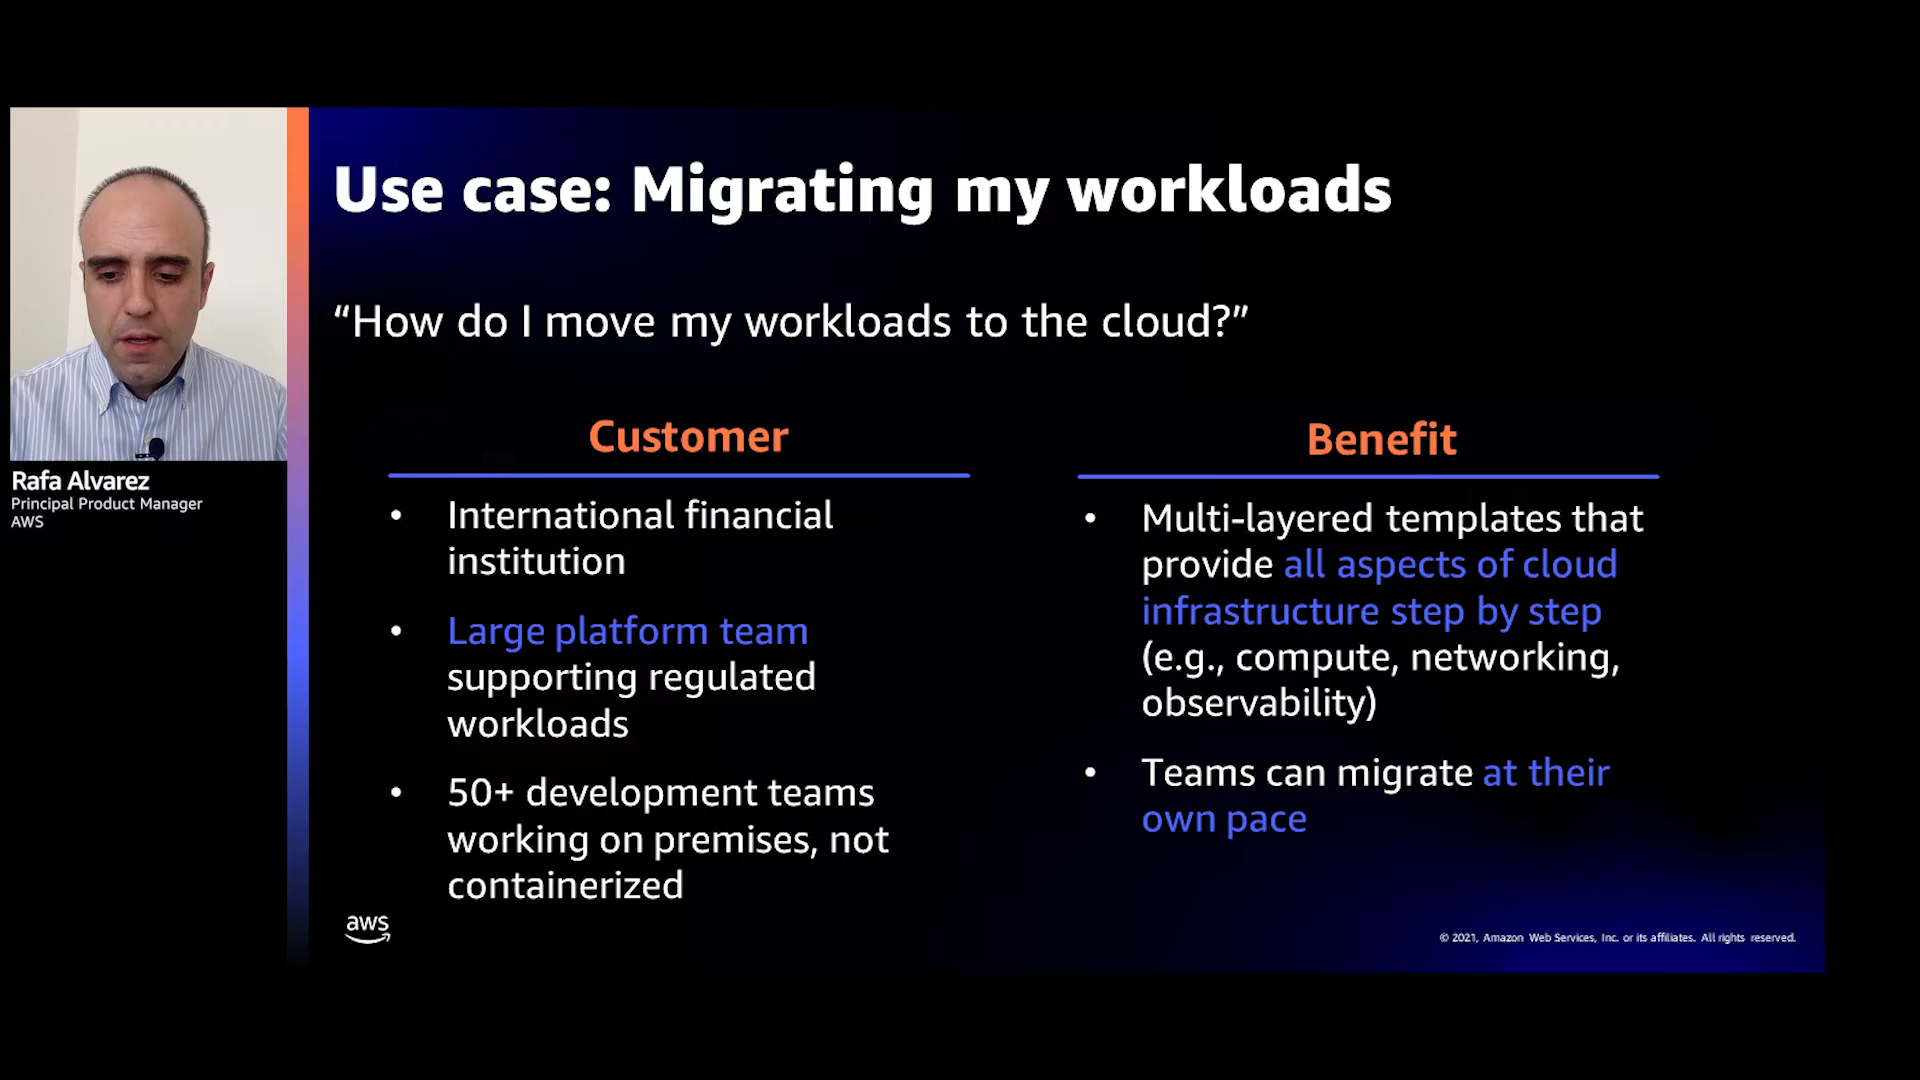 Use case: Migrating my workloads
“How do I move my workloads to the cloud?”
Rafa Alvarez
Principal Product Manager
AWS
Customer
• International financial
institution
• Large platform team
supporting regulated
workloads
• 50+ development teams
working on premises, not
containerized
Benefit
• Multi-layered templates that
provide all aspects of cloud
infrastructure step by step
(e.g., compute, networking,
observability)
• Teams can migrate at their
own pace
aws
© 2021, Amazon Web Services, Inc. or its affiliates. All rights reserved.